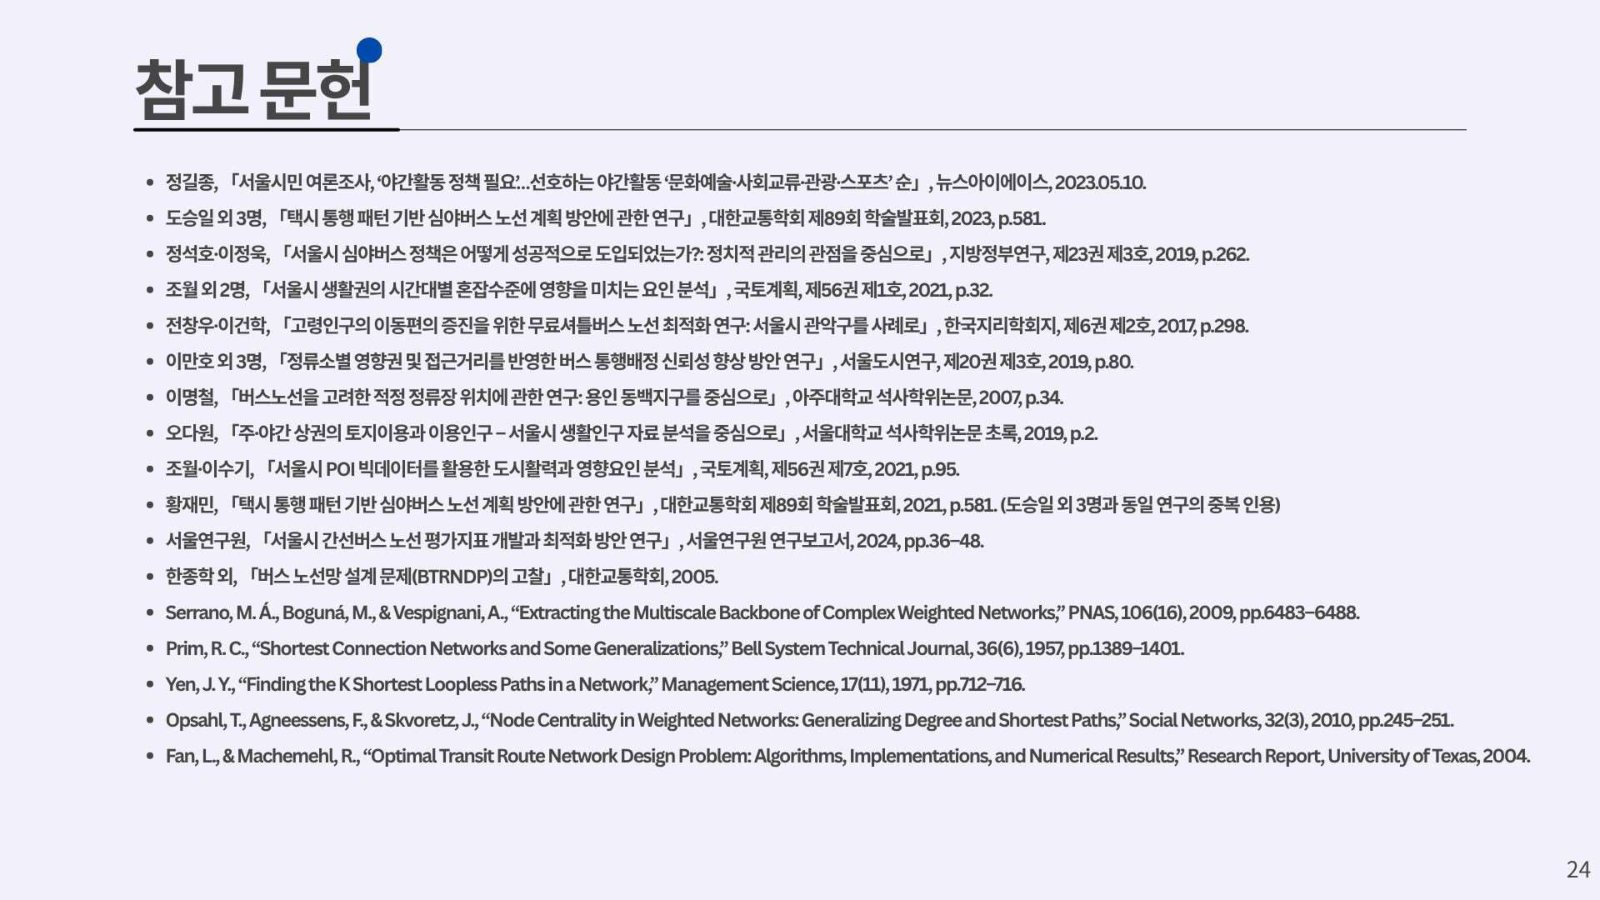 참고 문헌
• 정길종, 「서울시민 여론조사, ‘야간활동 정책 필요’…선호하는 야간활동 ‘문화예술·사회교류·관광·스포츠’ 순」, 뉴스아이에이스, 2023.05.10.
• 도승일 외 3명, 「택시 통행 패턴 기반 심야버스 노선 계획 방안에 관한 연구」, 대한교통학회 제89회 학술발표회, 2023, p.581.
• 정석호·이정욱, 「서울시 심야버스 정책은 어떻게 성공적으로 도입되었는가?: 정치적 관리의 관점을 중심으로」, 지방정부연구, 제23권 제3호, 2019, p.262.
• 조월 외 2명, 「서울시 생활권의 시간대별 혼잡수준에 영향을 미치는 요인 분석」, 국토계획, 제56권 제1호, 2021, p.32.
• 전창우·이건학, 「고령인구의 이동편의 증진을 위한 무료셔틀버스 노선 최적화 연구: 서울시 관악구를 사례로」, 한국지리학회지, 제6권 제2호, 2017, p.298.
• 이만호 외 3명, 「정류소별 영향권 및 접근거리를 반영한 버스 통행배정 신뢰성 향상 방안 연구」, 서울도시연구, 제20권 제3호, 2019, p.80.
• 이명철, 「버스노선을 고려한 적정 정류장 위치에 관한 연구: 용인 동백지구를 중심으로」, 아주대학교 석사학위논문, 2007, p.34.
• 오다원, 「주·야간 상권의 토지이용과 이용인구 – 서울시 생활인구 자료 분석을 중심으로」, 서울대학교 석사학위논문 초록, 2019, p.2.
• 조월·이수기, 「서울시 POI 빅데이터를 활용한 도시활력과 영향요인 분석」, 국토계획, 제56권 제7호, 2021, p.95.
• 황재민, 「택시 통행 패턴 기반 심야버스 노선 계획 방안에 관한 연구」, 대한교통학회 제89회 학술발표회, 2021, p.581. (도승일 외 3명과 동일 연구의 중복 인용)
• 서울연구원, 「서울시 간선버스 노선 평가지표 개발과 최적화 방안 연구」, 서울연구원 연구보고서, 2024, pp.36–48.
• 한종학 외, 「버스 노선망 설계 문제(BTRNDP)의 고찰」, 대한교통학회, 2005.
• Serrano, M. Á., Boguná, M., & Vespignani, A., “Extracting the Multiscale Backbone of Complex Weighted Networks,” PNAS, 106(16), 2009, pp.6483–6488.
• Prim, R. C., “Shortest Connection Networks and Some Generalizations,” Bell System Technical Journal, 36(6), 1957, pp.1389–1401.
• Yen, J. Y., “Finding the K Shortest Loopless Paths in a Network,” Management Science, 17(11), 1971, pp.712–716.
• Opsahl, T., Agneessens, F., & Skvoretz, J., “Node Centrality in Weighted Networks: Generalizing Degree and Shortest Paths,” Social Networks, 32(3), 2010, pp.245–251.
• Fan, L., & Machemehl, R., “Optimal Transit Route Network Design Problem: Algorithms, Implementations, and Numerical Results,” Research Report, University of Texas, 2004.
24